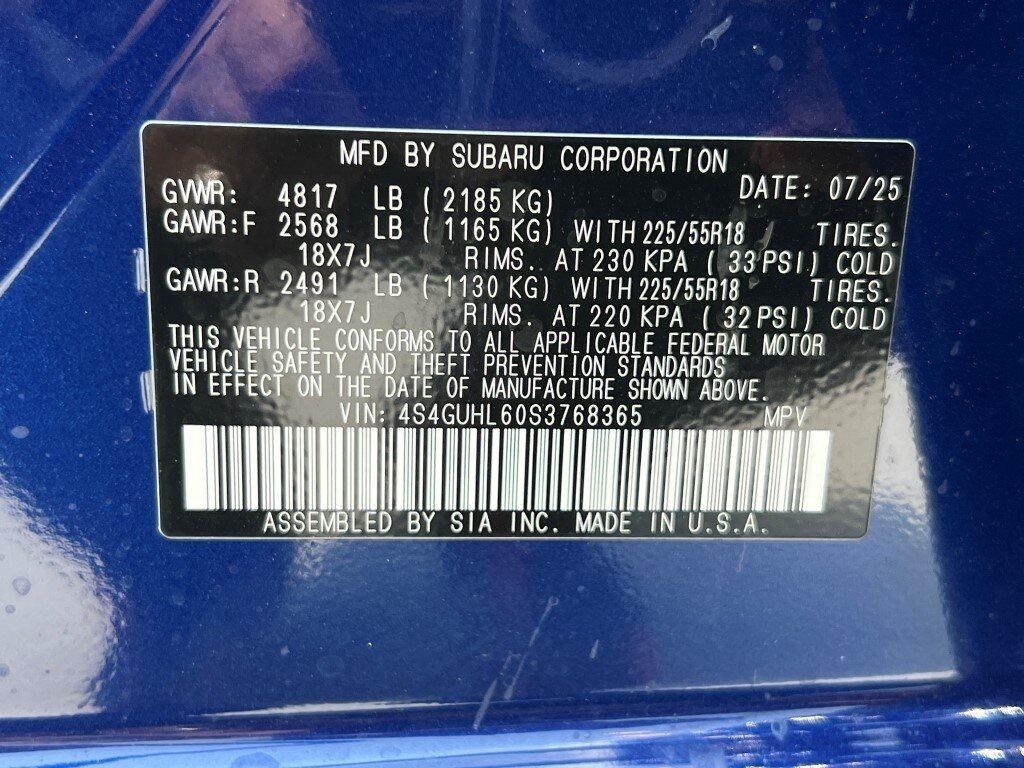 MFD BY SUBARU CORPORATION
GVWR: 4817 LB ( 2185 KG) DATE: 07/25
GAWR:F 2568 LB ( 1165 KG) WITH 225/55R18 TIRES.
18X7J RIMS. AT 230 KPA ( 33 PSI) COLD
GAWR:R 2491 LB ( 1130 KG) WITH 225/55R18 TIRES.
18X7J RIMS. AT 220 KPA ( 32 PSI) COLD
THIS VEHICLE CONFORMS TO ALL APPLICABLE FEDERAL MOTOR
VEHICLE SAFETY AND THEFT PREVENTION STANDARDS
IN EFFECT ON THE DATE OF MANUFACTURE SHOWN ABOVE.
VIN: 4S4GUHL60S3768365 MPV
ASSEMBLED BY SIA INC. MADE IN U.S.A.